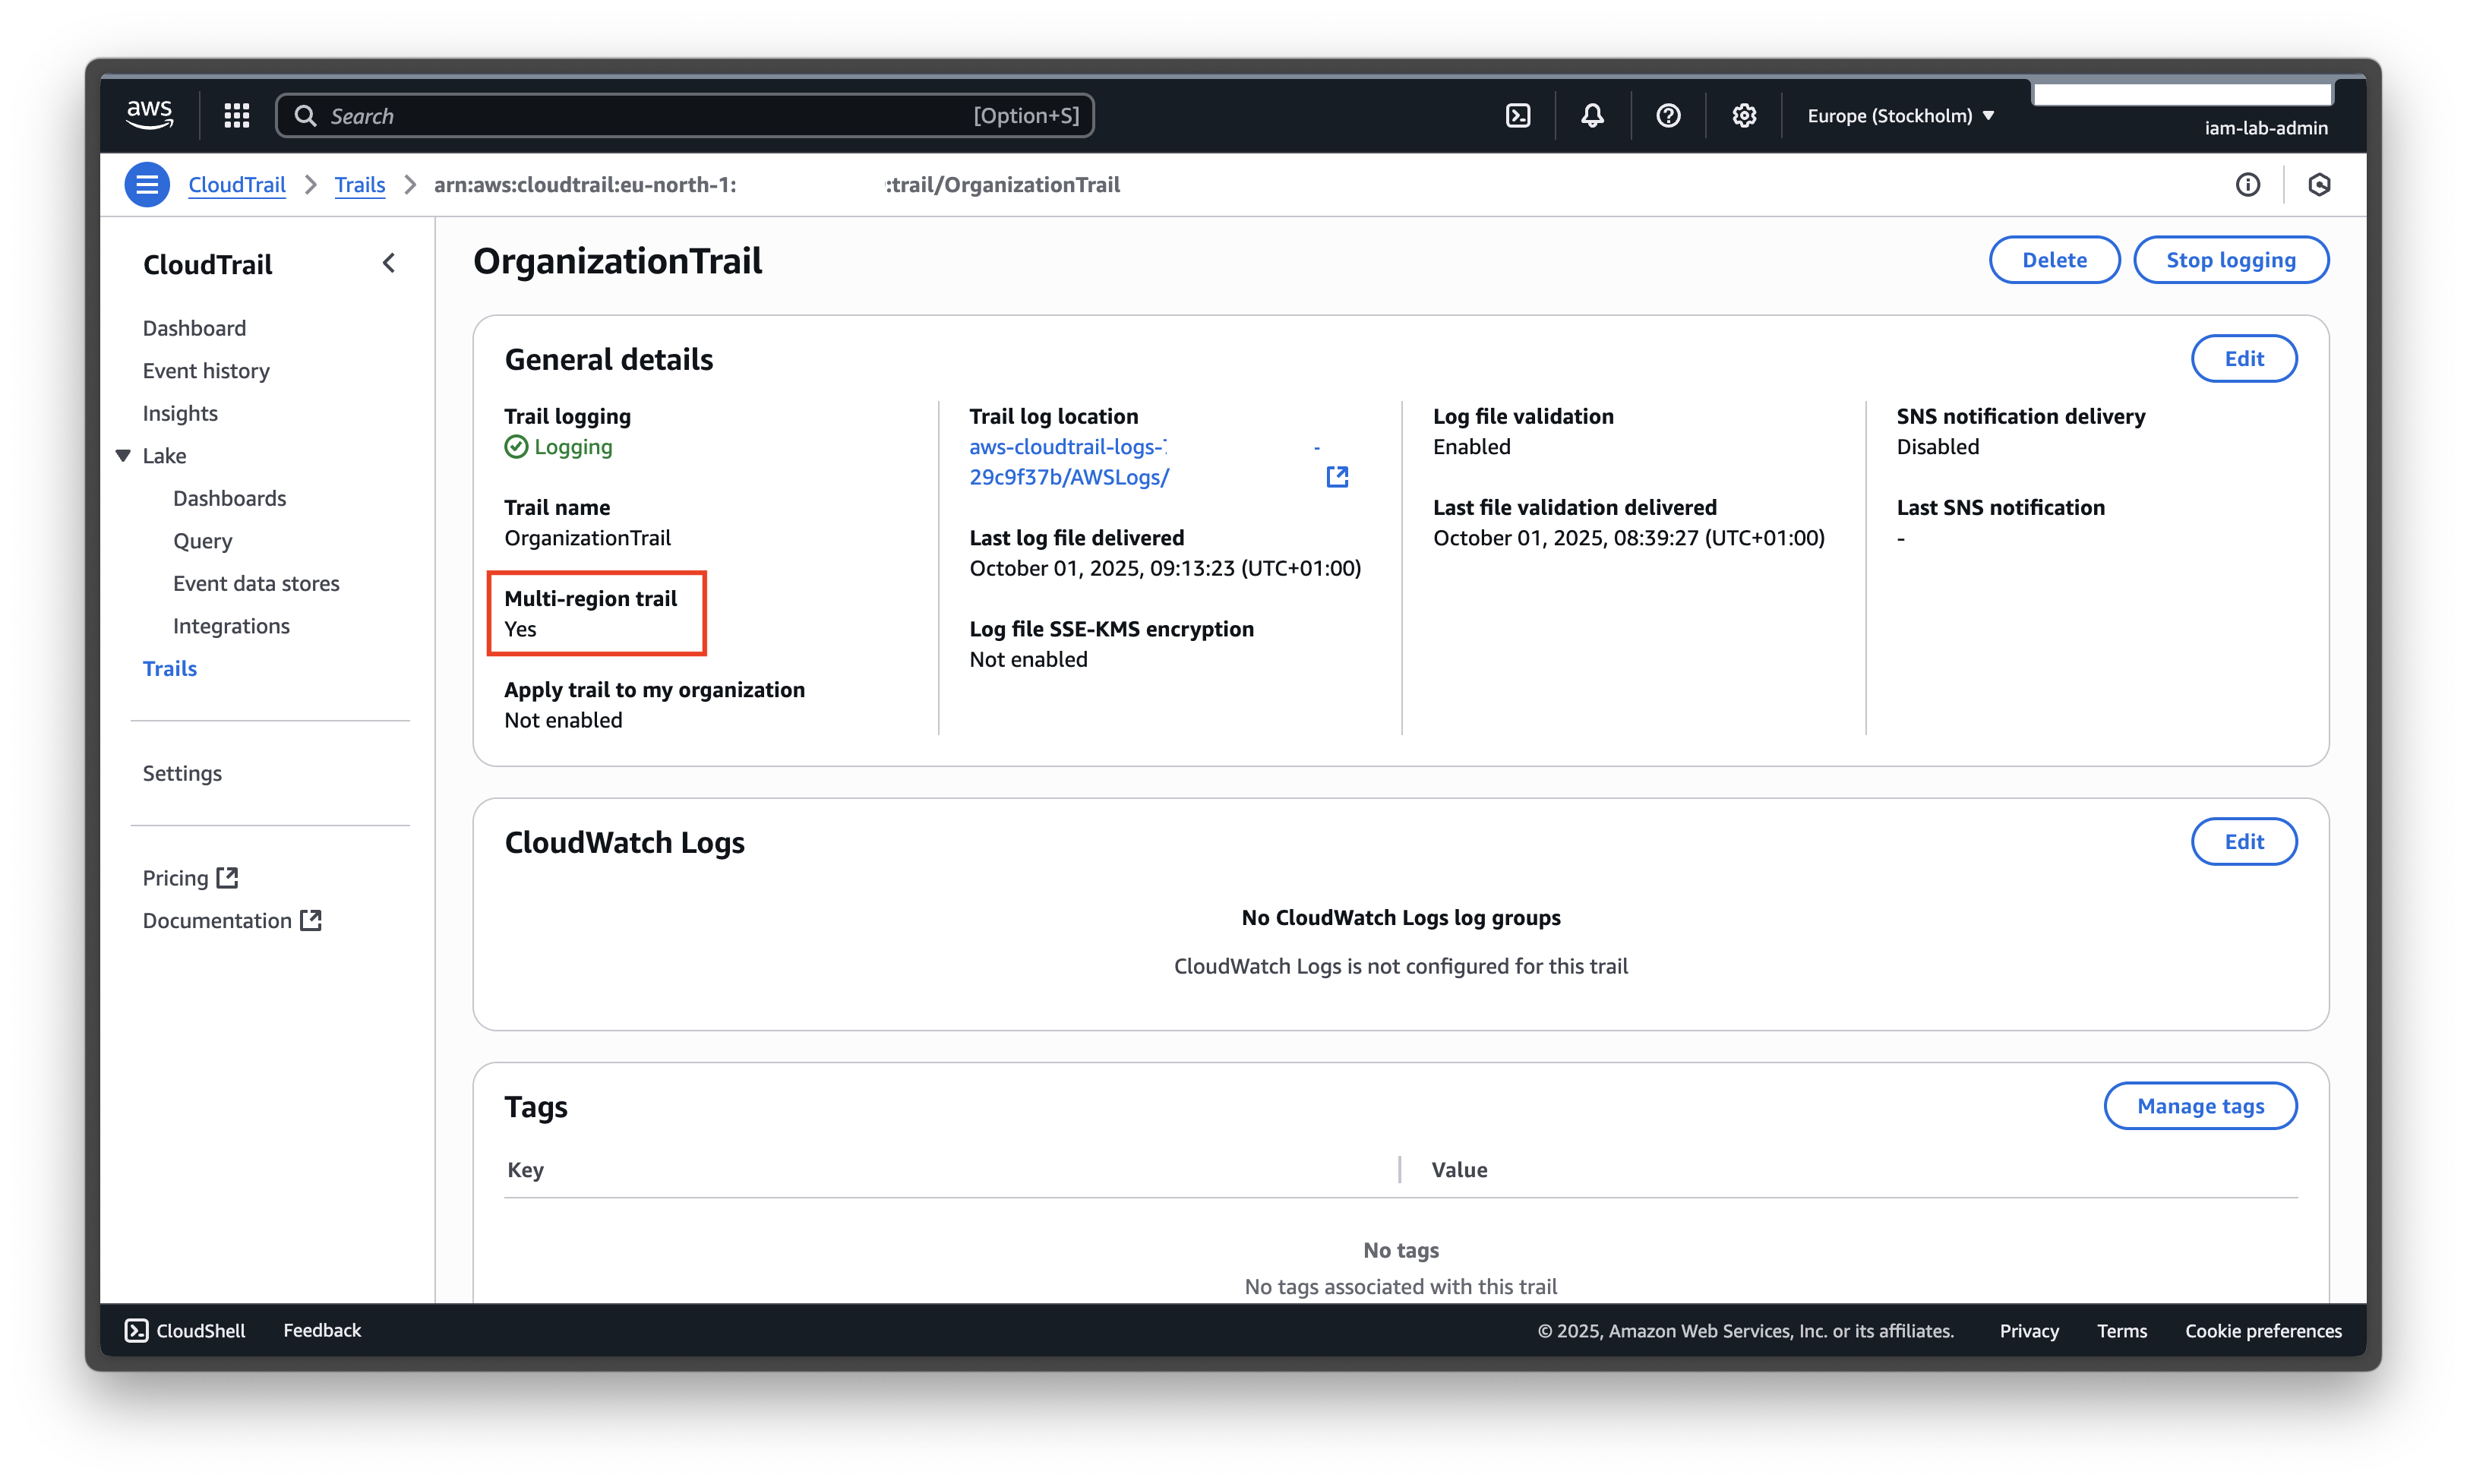 aws
Search [Option+S]
Europe (Stockholm)
iam-lab-admin
CloudTrail
Trails
arn:aws:cloudtrail:eu-north-1: :trail/OrganizationTrail
CloudTrail
Dashboard
Event history
Insights
Lake
Dashboards
Query
Event data stores
Integrations
Trails
Settings
Pricing
Documentation
OrganizationTrail
Delete
Stop logging
General details
Edit
Trail logging
Logging
Trail name
OrganizationTrail
Multi-region trail
Yes
Apply trail to my organization
Not enabled
Trail log location
aws-cloudtrail-logs- -
29c9f37b/AWSLogs/
Last log file delivered
October 01, 2025, 09:13:23 (UTC+01:00)
Log file SSE-KMS encryption
Not enabled
Log file validation
Enabled
Last file validation delivered
October 01, 2025, 08:39:27 (UTC+01:00)
SNS notification delivery
Disabled
Last SNS notification
-
CloudWatch Logs
Edit
No CloudWatch Logs log groups
CloudWatch Logs is not configured for this trail
Tags
Manage tags
Key
Value
No tags
No tags associated with this trail
CloudShell
Feedback
© 2025, Amazon Web Services, Inc. or its affiliates.
Privacy
Terms
Cookie preferences